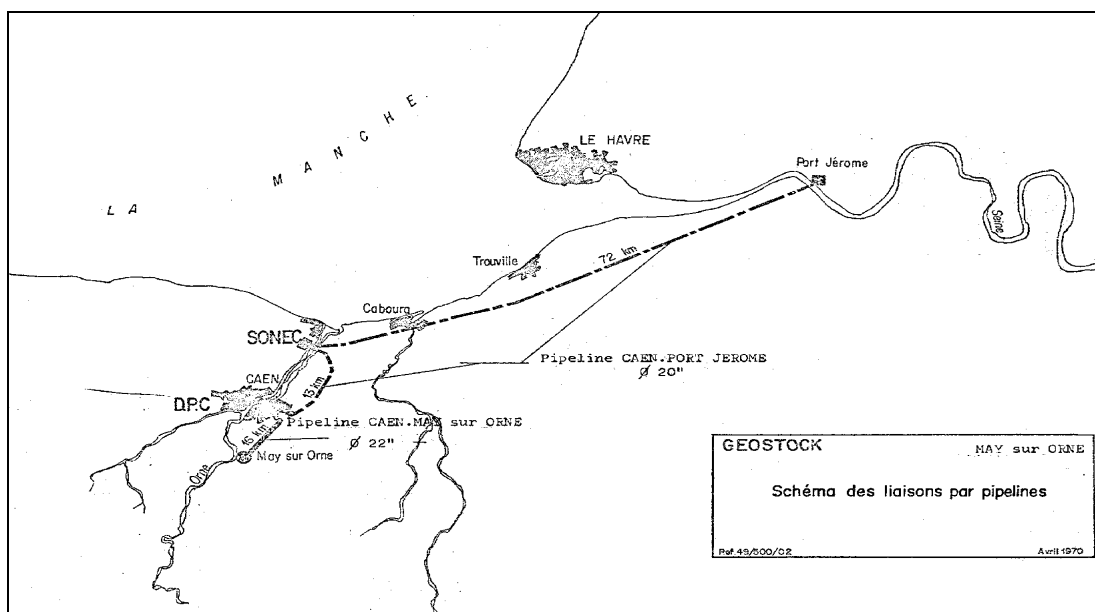 LA MANCHE
LE HAVRE
Port Jérome
Seine
Trouville
72 km
Cabourg
SONEC
Pipeline CAEN.PORT JEROME
Ø 20"
CAEN
13 km
D.P.C
Pipeline CAEN.MAY sur ORNE
16 km
Ø 22"
May sur Orne
Orne
GEOSTOCK
MAY sur ORNE
Schéma des liaisons par pipelines
Ref.49/500/02
Avril 1970